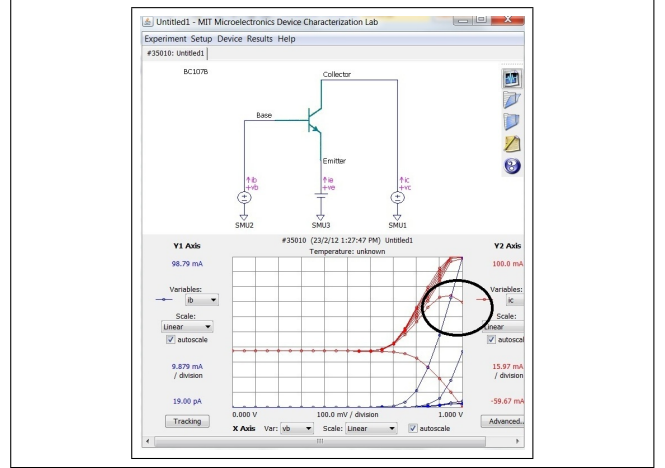 Untitled1 - MIT Microelectronics Device Characterization Lab
Experiment Setup Device Results Help
#35010: Untitled1
BC107B
Collector
Base
Emitter
↑ib
+vb
↑ie
+ve
↑ic
+vc
SMU2
SMU3
SMU1
#35010 (23/2/12 1:27:47 PM) Untitled1
Temperature: unknown
Y1 Axis
98.79 mA
Variables:
ib
Scale:
Linear
autoscale
9.879 mA
/ division
19.00 pA
Tracking
Y2 Axis
100.0 mA
Variables:
ic
Scale:
Linear
autoscal
15.97 mA
/ division
-59.67 mA
Advanced..
0.000 V
100.0 mV / division
1.000 V
X Axis Var: vb Scale: Linear autoscale